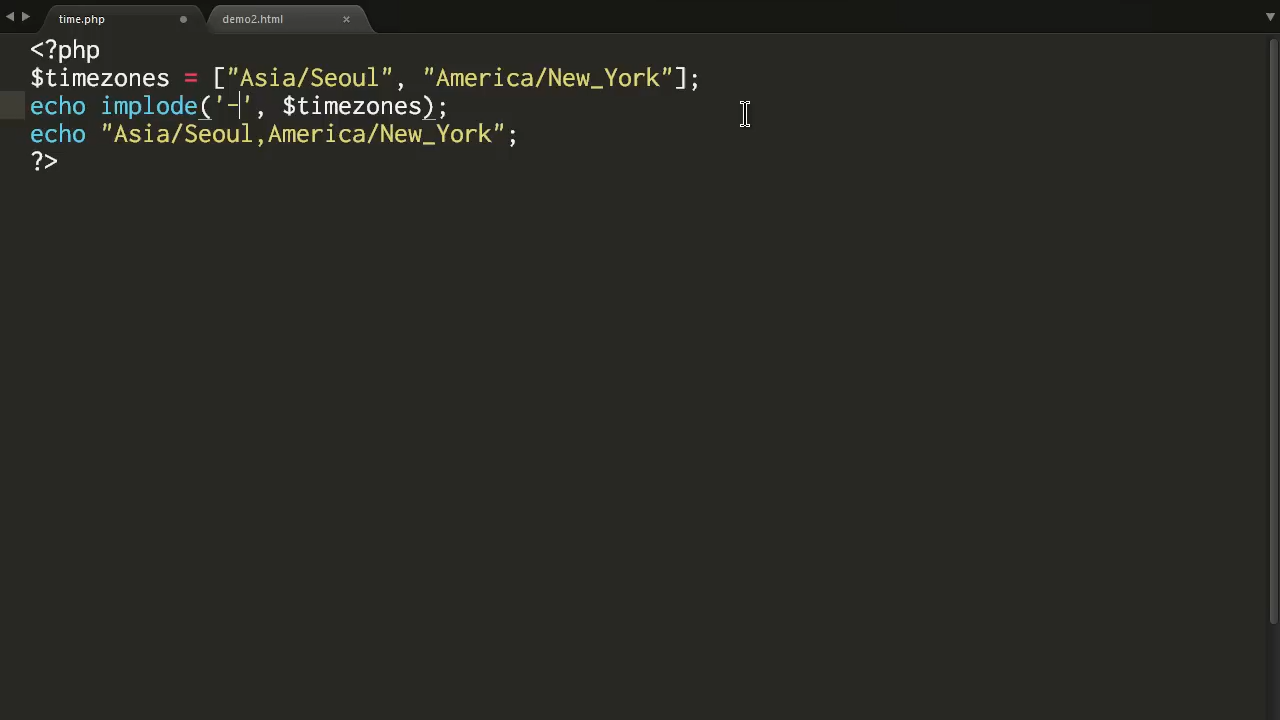 time.php
demo2.html
<?php
$timezones = ["Asia/Seoul", "America/New_York"];
echo implode('-', $timezones);
echo "Asia/Seoul,America/New_York";
?>